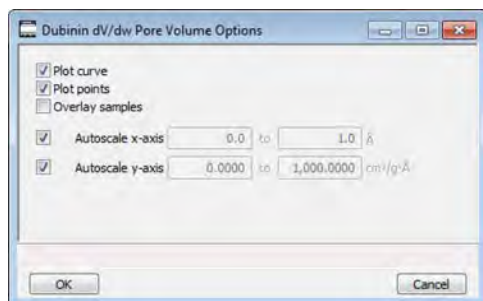 Dubinin dV/dw Pore Volume Options
Plot curve
Plot points
Overlay samples
Autoscale x-axis 0.0 to 1.0 Å
Autoscale y-axis 0.0000 to 1,000.0000 cm³/g·Å
OK Cancel